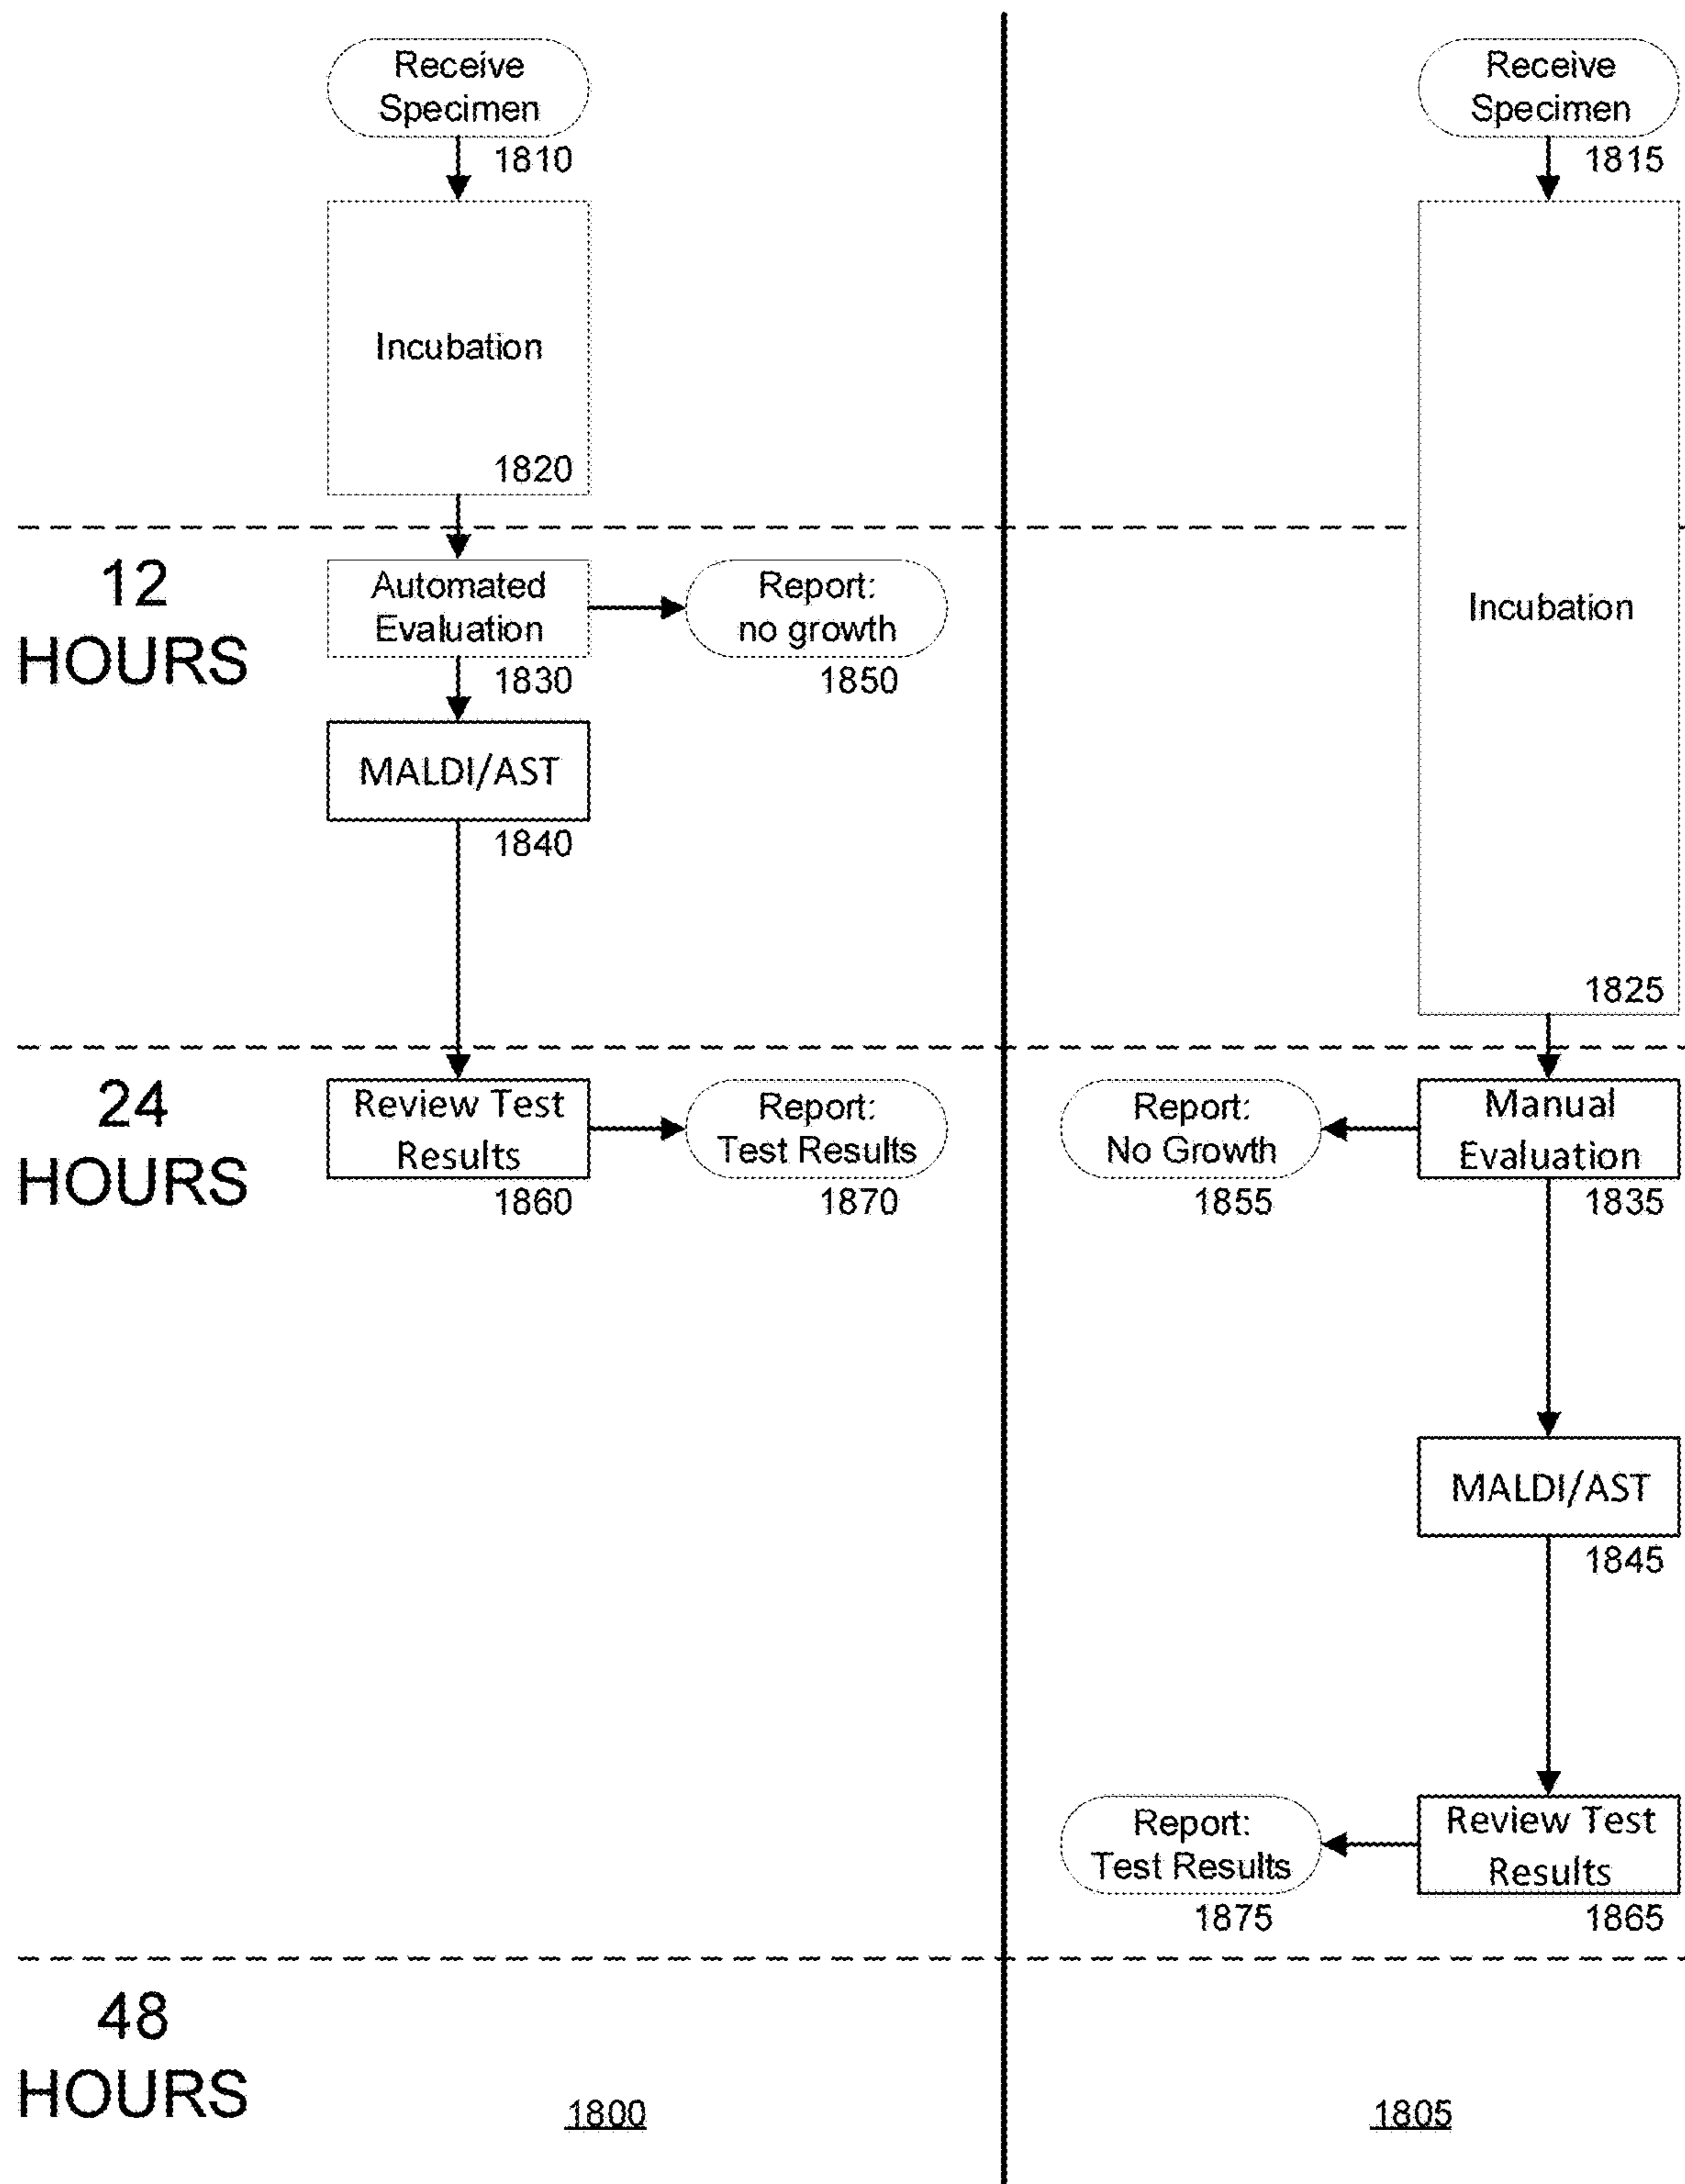 Receive
Specimen
1810
Incubation
1820
12
HOURS
Automated
Evaluation
1830
Report:
no growth
1850
MALDI/AST
1840
24
HOURS
Review Test
Results
1860
Report:
Test Results
1870
48
HOURS
1800
Receive
Specimen
1815
Incubation
1825
Manual
Evaluation
1835
Report:
No Growth
1855
MALDI/AST
1845
Review Test
Results
1865
Report:
Test Results
1875
1805